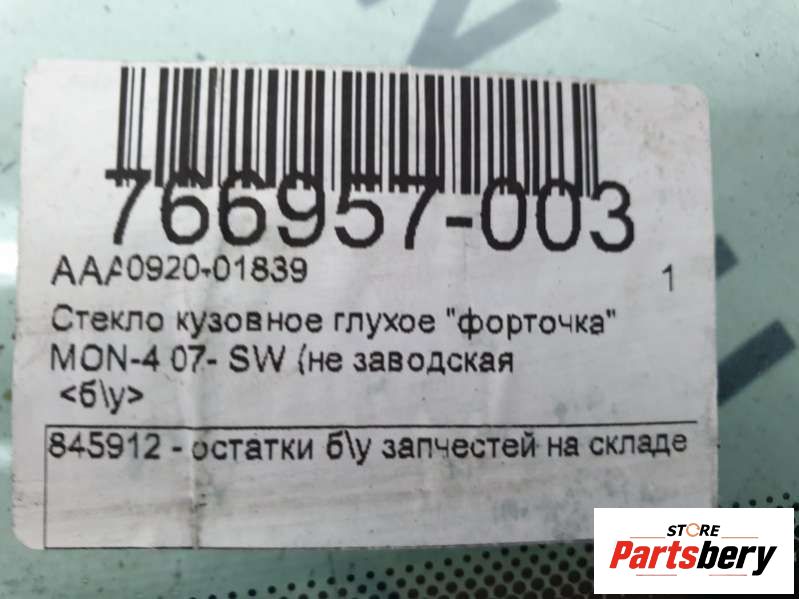 766957-003
AAA0920-01839
1
Стекло кузовное глухое "форточка"
MON-4 07- SW (не заводская
<б\у>
845912 - остатки б\у запчестей на складе
STORE
Partsbery